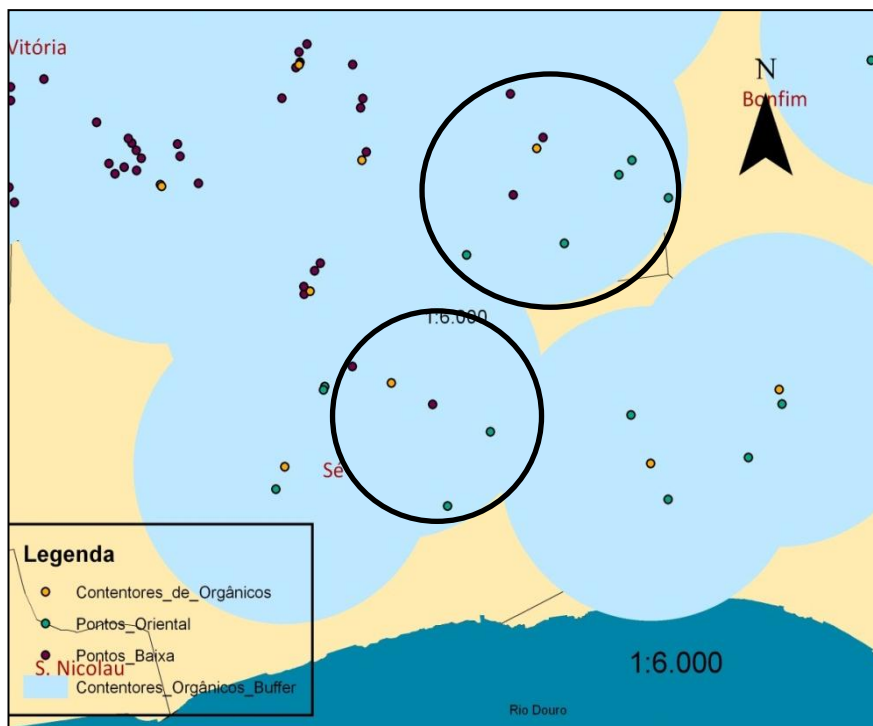 Vitória
N
Bonfim
1:6.000
Sé
Legenda
Contentores_de_Orgânicos
Pontos_Oriental
Pontos_Baixa
S. Nicolau
Contentores_Orgânicos_Buffer
1:6.000
Rio Douro